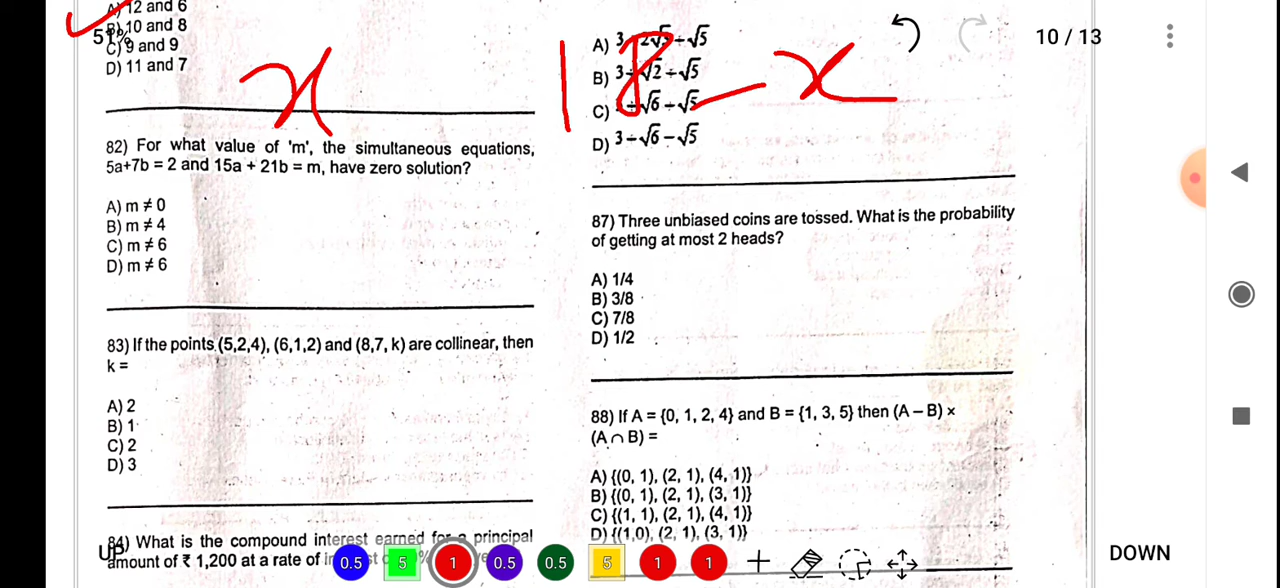 A) 12 and 6
B) 10 and 8
C) 9 and 9
D) 11 and 7
51%
x
82) For what value of 'm', the simultaneous equations,
5a+7b = 2 and 15a + 21b = m, have zero solution?
A) m ≠ 0
B) m ≠ 4
C) m ≠ 6
D) m ≠ 6
83) If the points (5,2,4), (6,1,2) and (8,7, k) are collinear, then
k =
A) 2
B) 1
C) 2
D) 3
84) What is the compound interest earned for a principal
amount of ₹ 1,200 at a rate of
UP
A) 3 √5
B) 3 ÷ √2 ÷ √5
C) ÷ √6 ÷ √5
D) 3 − √6 − √5
18 − x
87) Three unbiased coins are tossed. What is the probability
of getting at most 2 heads?
A) 1/4
B) 3/8
C) 7/8
D) 1/2
88) If A = {0, 1, 2, 4} and B = {1, 3, 5} then (A − B) ×
(A ∩ B) =
A) {(0, 1), (2, 1), (4, 1)}
B) {(0, 1), (2, 1), (3, 1)}
C) {(1, 1), (2, 1), (4, 1)}
D) {(1,0), (2, 1), (3, 1)}
10 / 13
0.5 5 1 0.5 0.5 5 1 1
DOWN